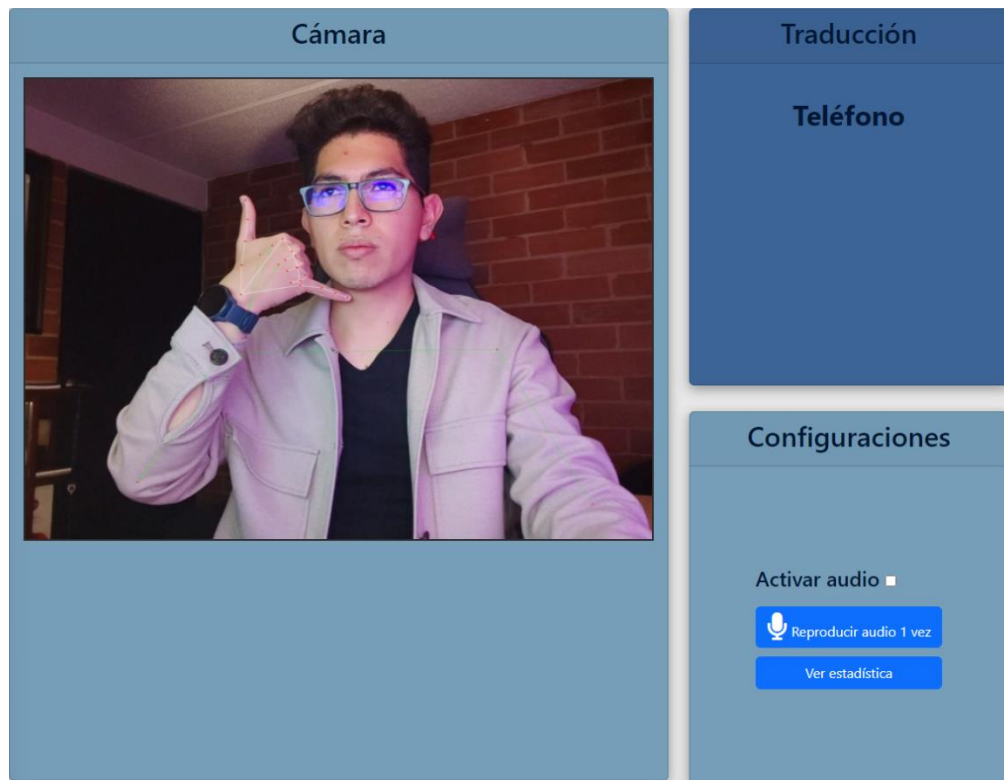 Cámara
Traducción
Teléfono
Configuraciones
Activar audio
Reproducir audio 1 vez
Ver estadística